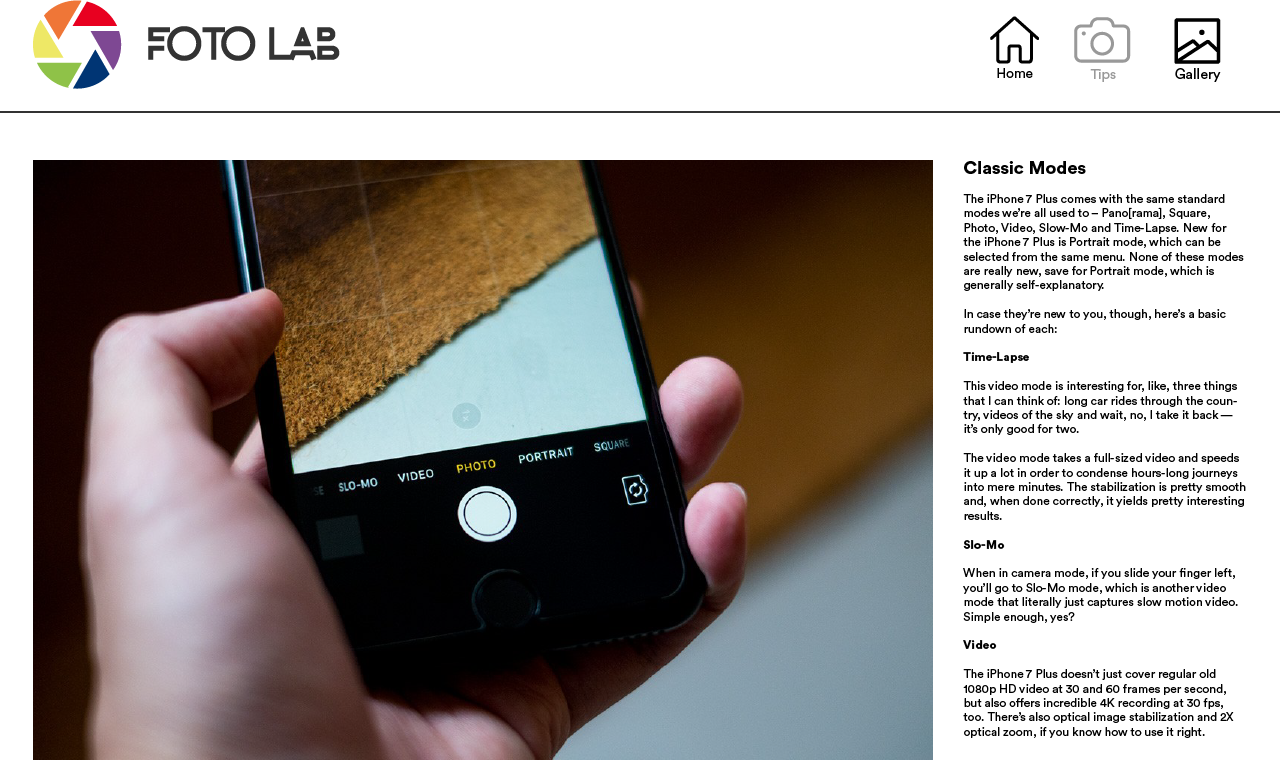 FOTO LAB
Home
Tips
Gallery
SE SLO-MO VIDEO PHOTO PORTRAIT SQUARE
Classic Modes
The iPhone 7 Plus comes with the same standard
modes we’re all used to – Pano[rama], Square,
Photo, Video, Slow-Mo and Time-Lapse. New for
the iPhone 7 Plus is Portrait mode, which can be
selected from the same menu. None of these modes
are really new, save for Portrait mode, which is
generally self-explanatory.
In case they’re new to you, though, here’s a basic
rundown of each:
Time-Lapse
This video mode is interesting for, like, three things
that I can think of: long car rides through the coun-
try, videos of the sky and wait, no, I take it back —
it’s only good for two.
The video mode takes a full-sized video and speeds
it up a lot in order to condense hours-long journeys
into mere minutes. The stabilization is pretty smooth
and, when done correctly, it yields pretty interesting
results.
Slo-Mo
When in camera mode, if you slide your finger left,
you’ll go to Slo-Mo mode, which is another video
mode that literally just captures slow motion video.
Simple enough, yes?
Video
The iPhone 7 Plus doesn’t just cover regular old
1080p HD video at 30 and 60 frames per second,
but also offers incredible 4K recording at 30 fps,
too. There’s also optical image stabilization and 2X
optical zoom, if you know how to use it right.